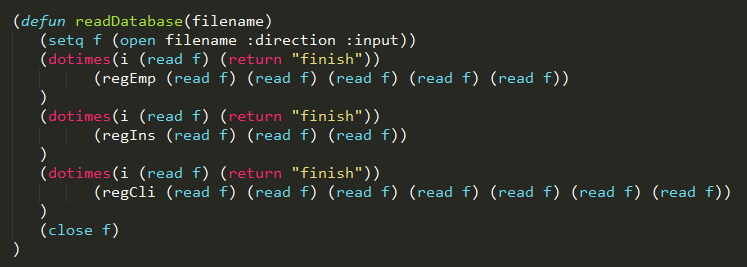 (defun readDatabase(filename)
    (setq f (open filename :direction :input))
    (dotimes(i (read f) (return "finish"))
        (regEmp (read f) (read f) (read f) (read f) (read f))
    )
    (dotimes(i (read f) (return "finish"))
        (regIns (read f) (read f) (read f))
    )
    (dotimes(i (read f) (return "finish"))
        (regCli (read f) (read f) (read f) (read f) (read f) (read f) (read f))
    )
    (close f)
)